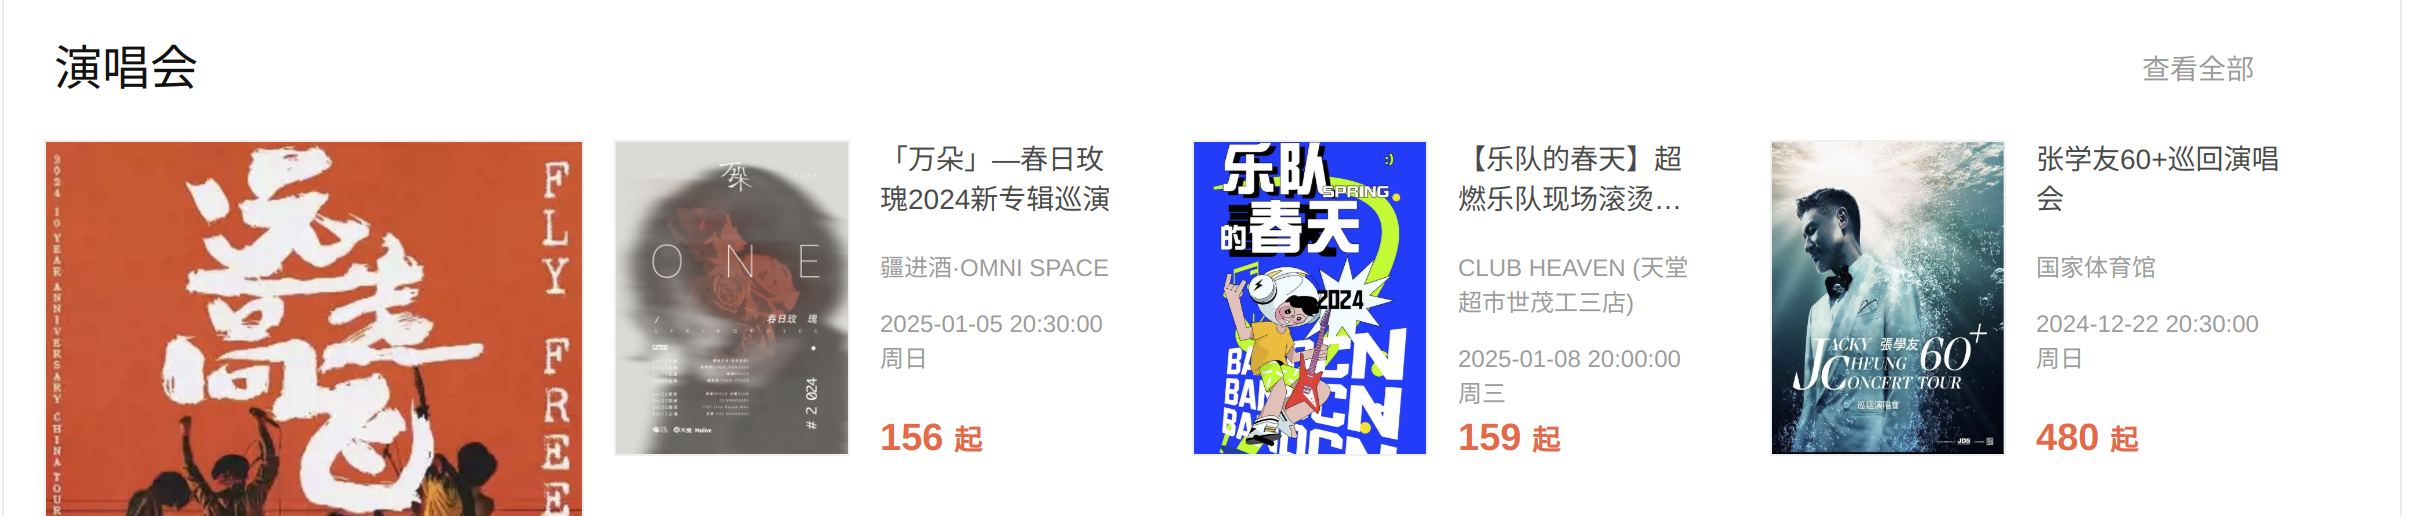 演唱会
查看全部
2024 10 YEAR ANNIVERSARY CHINA TOUR
远走高飞
FLY FREE
万朵
ONE
春日玫 瑰
SPRING ROSES
# 2 024
「万朵」—春日玫
瑰2024新专辑巡演
疆进酒·OMNI SPACE
2025-01-05 20:30:00
周日
156 起
乐队
SPRING
:)
的春天
2024
【乐队的春天】超
燃乐队现场滚烫…
CLUB HEAVEN (天堂
超市世茂工三店)
2025-01-08 20:00:00
周三
159 起
JACKY 張學友 60+
CHEUNG
CONCERT TOUR
巡迴演唱會
JDS
张学友60+巡回演唱
会
国家体育馆
2024-12-22 20:30:00
周日
480 起